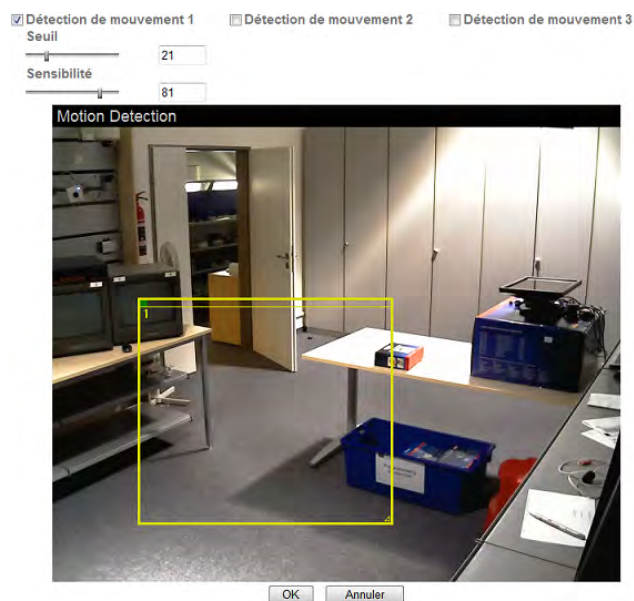 Détection de mouvement 1 Détection de mouvement 2 Détection de mouvement 3
Seuil
21
Sensibilité
81
Motion Detection
1
OK Annuler